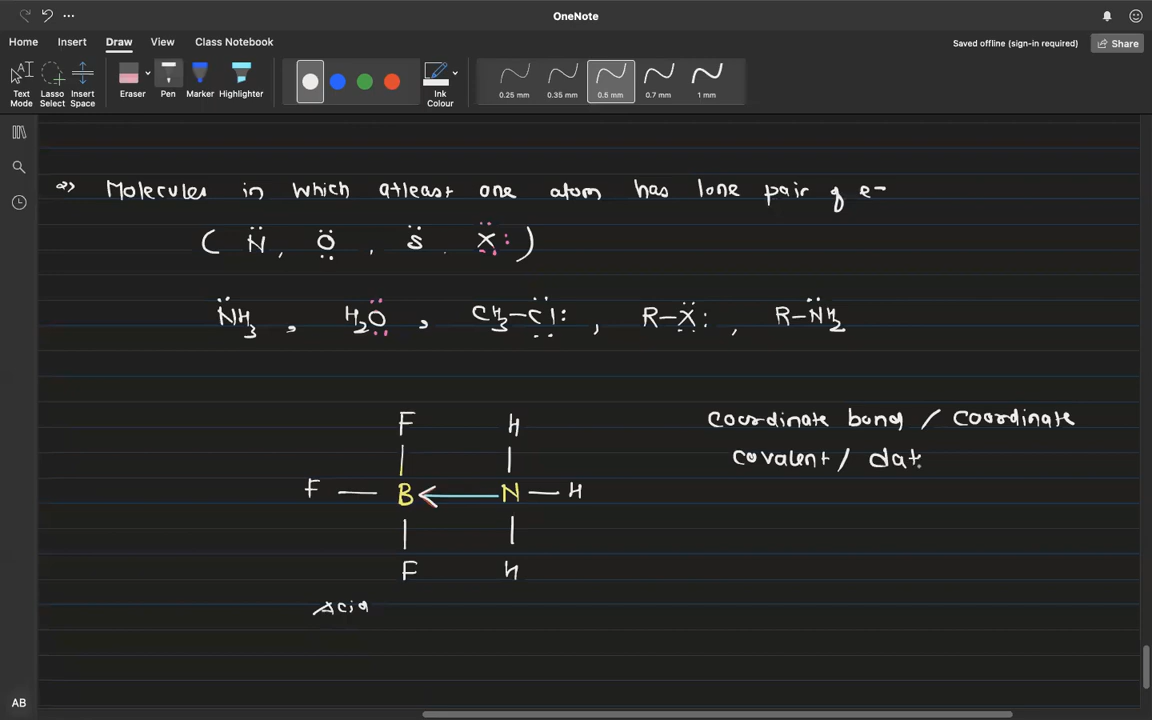 OneNote
Home Insert Draw View Class Notebook
Saved offline (sign-in required) Share
Text Mode Lasso Select Insert Space Eraser Pen Marker Highlighter Ink Colour 0.25 mm 0.35 mm 0.5 mm 0.7 mm 1 mm
2) Molecules in which atleast one atom has lone pair of e-
( N̈ , Ö , S̈ , Ẍ: )
N̈H₃ , H₂Ö , CH₃-C̈l: , R-Ẍ: , R-N̈H₂
F H
coordinate bond / coordinate
covalent / dat
F — B ← N — H
F H
Acid
AB